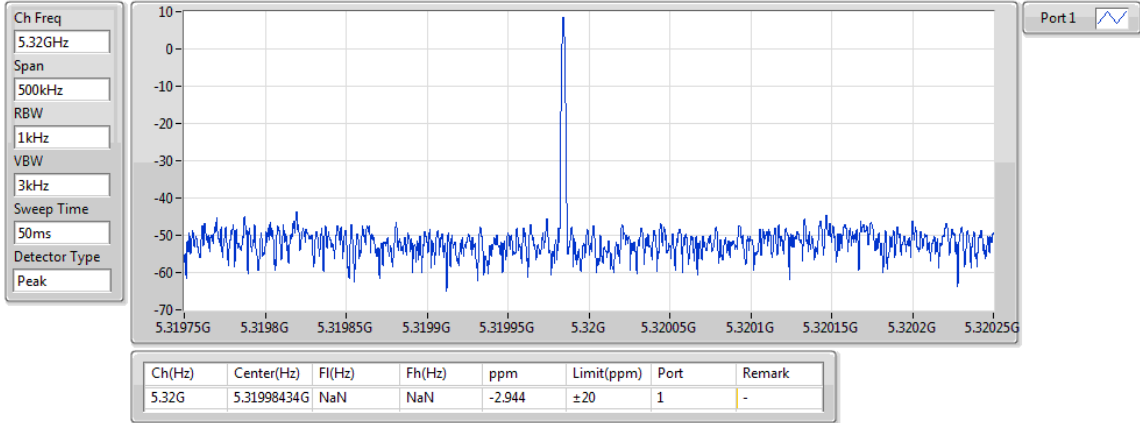 Ch Freq
5.32GHz
Span
500kHz
RBW
1kHz
VBW
3kHz
Sweep Time
50ms
Detector Type
Peak
10
0
-10
-20
-30
-40
-50
-60
-70
5.31975G 5.3198G 5.31985G 5.3199G 5.31995G 5.32G 5.32005G 5.3201G 5.32015G 5.3202G 5.32025G
Port 1
Ch(Hz) Center(Hz) Fl(Hz) Fh(Hz) ppm Limit(ppm) Port Remark
5.32G 5.31998434G NaN NaN -2.944 ±20 1 -